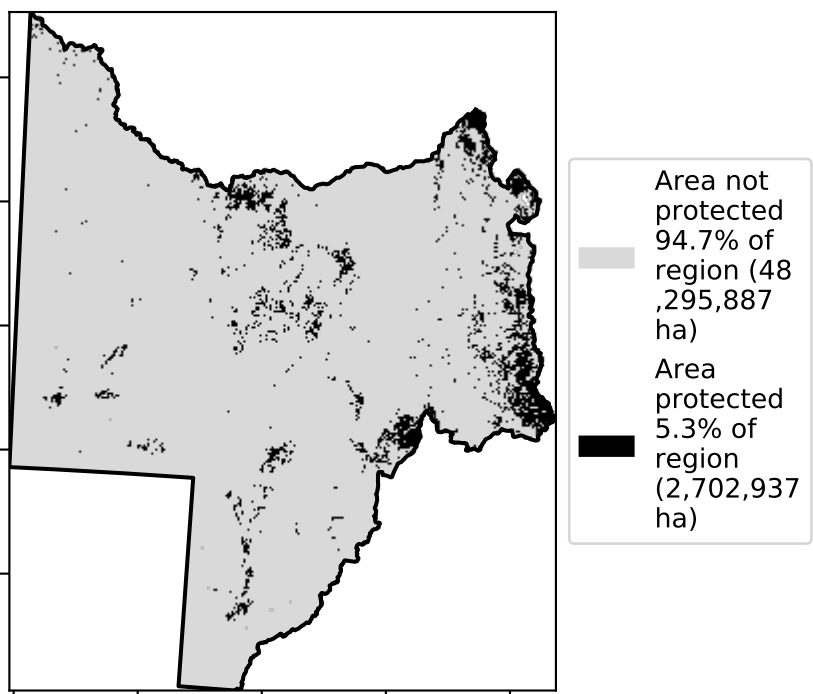 Area not
protected
94.7% of
region (48
,295,887
ha)
Area
protected
5.3% of
region
(2,702,937
ha)